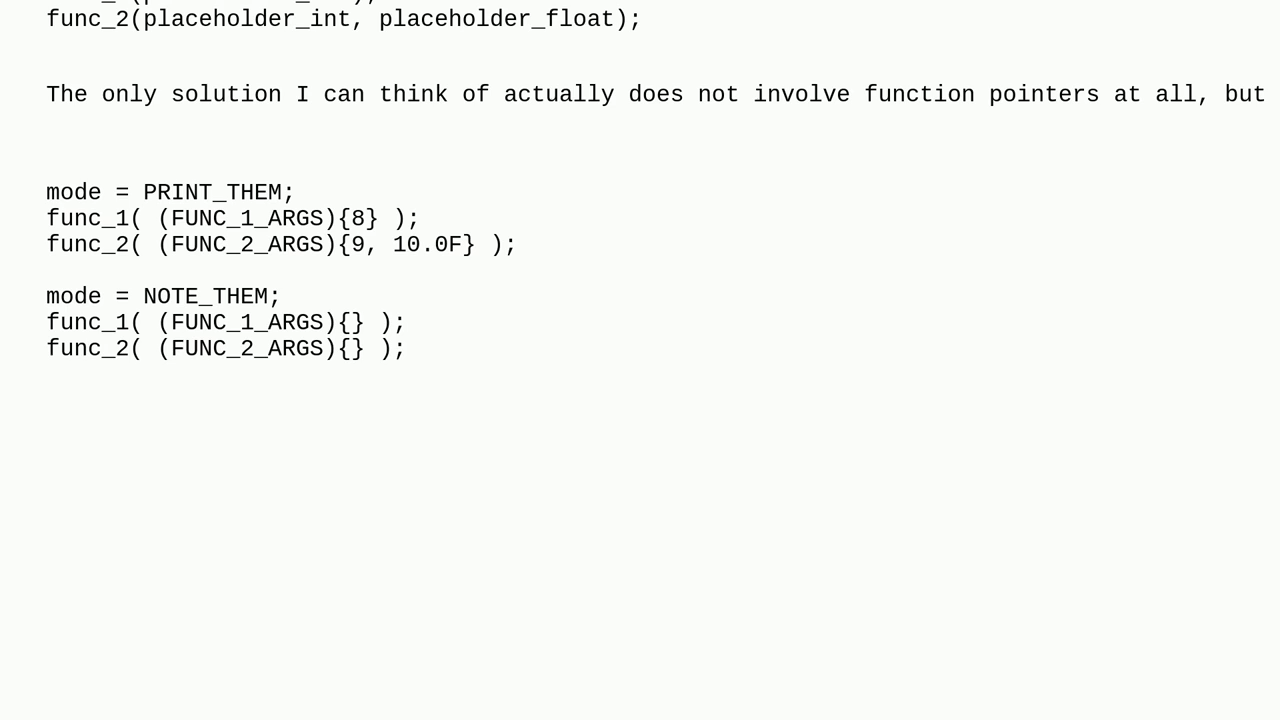 func_2(placeholder_int, placeholder_float);
The only solution I can think of actually does not involve function pointers at all, but
mode = PRINT_THEM;
func_1( (FUNC_1_ARGS){8} );
func_2( (FUNC_2_ARGS){9, 10.0F} );
mode = NOTE_THEM;
func_1( (FUNC_1_ARGS){} );
func_2( (FUNC_2_ARGS){} );